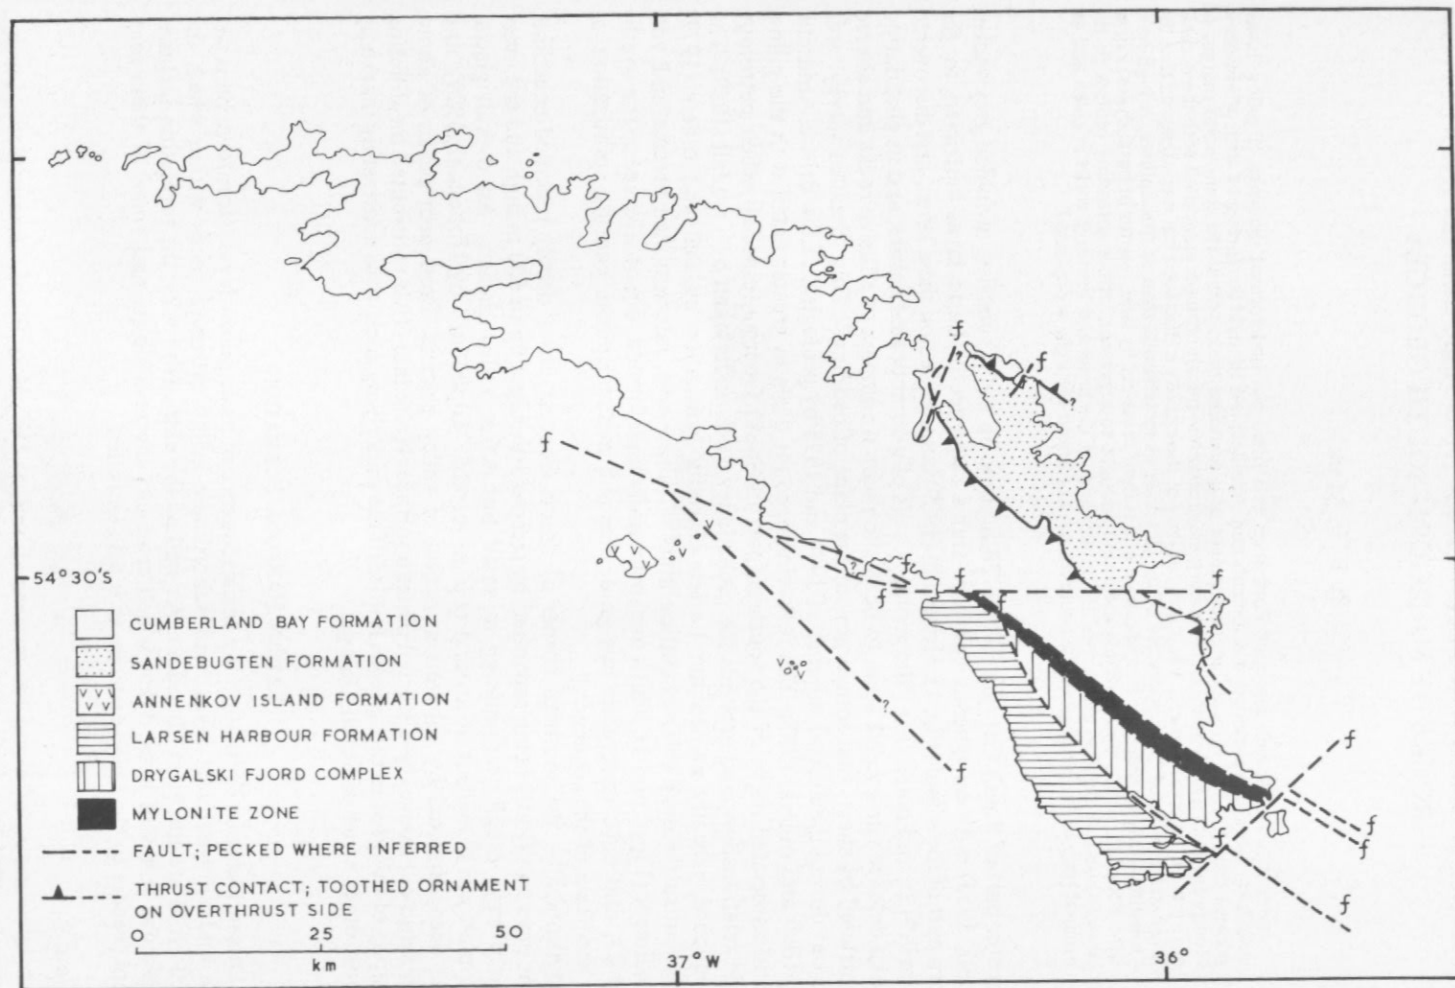 f
?
f
?
f
?
f
f
f
f
f
54°30'S
f
?
f
f
f
f
f
CUMBERLAND BAY FORMATION
SANDEBUGTEN FORMATION
ANNENKOV ISLAND FORMATION
LARSEN HARBOUR FORMATION
DRYGALSKI FJORD COMPLEX
MYLONITE ZONE
FAULT; PECKED WHERE INFERRED
THRUST CONTACT; TOOTHED ORNAMENT
ON OVERTHRUST SIDE
0 25 50
km
37°W
36°